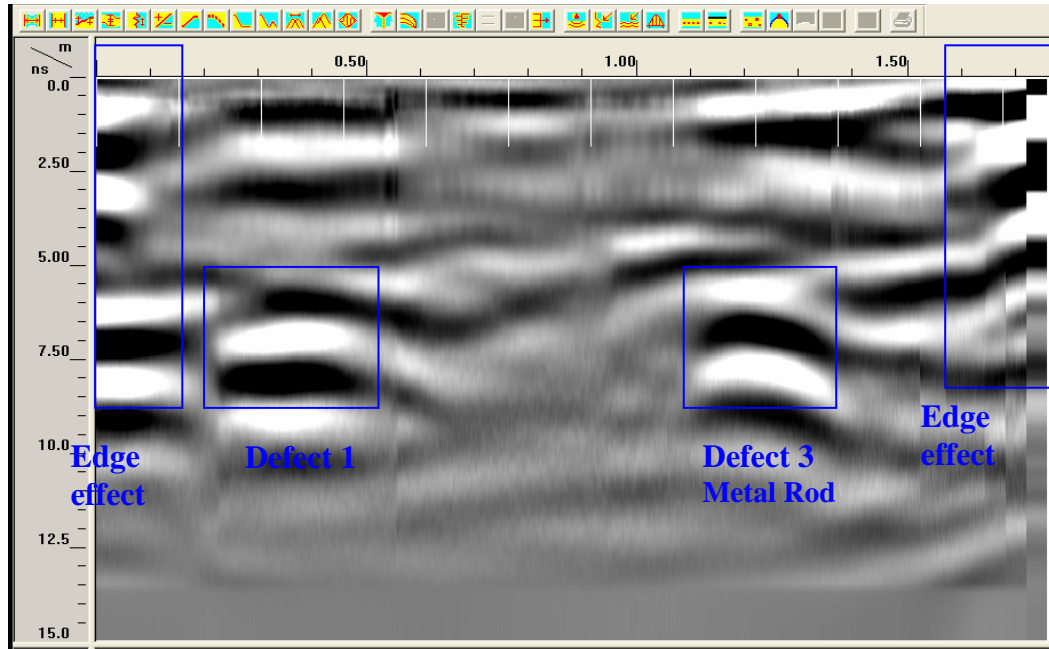 m
ns
0.50
1.00
1.50
0.0
2.50
5.00
7.50
10.0
12.5
15.0
Edge
effect
Defect 1
Defect 3
Metal Rod
Edge
effect